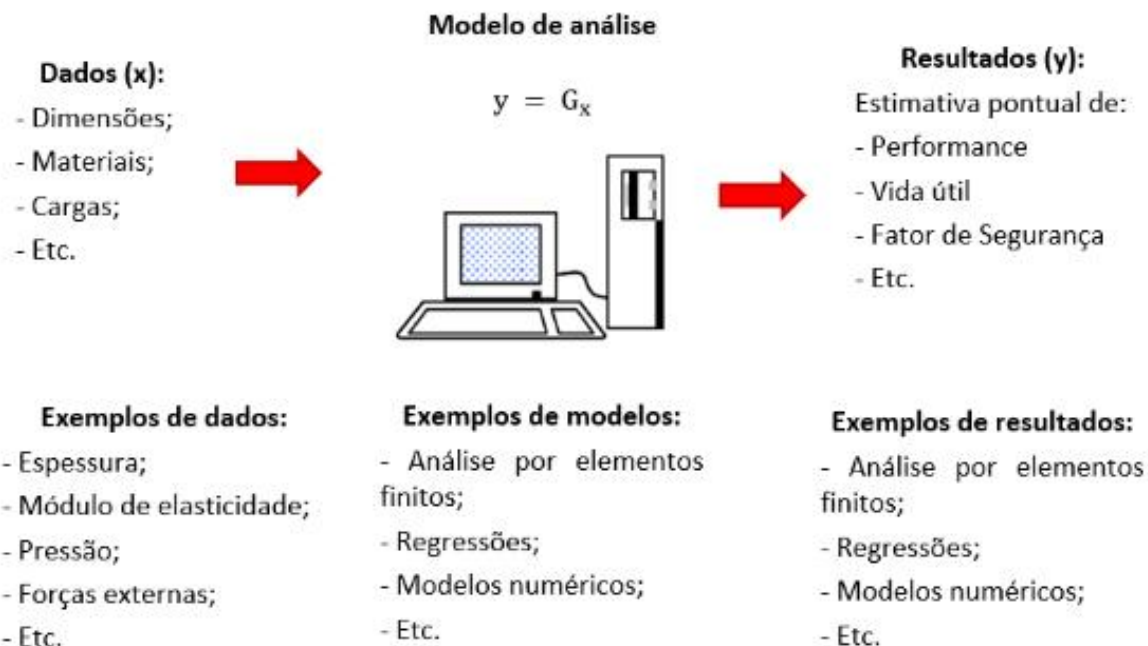 Modelo de análise
Dados (x):
- Dimensões;
- Materiais;
- Cargas;
- Etc.
y = Gx
Resultados (y):
Estimativa pontual de:
- Performance
- Vida útil
- Fator de Segurança
- Etc.
Exemplos de dados:
- Espessura;
- Módulo de elasticidade;
- Pressão;
- Forças externas;
- Etc.
Exemplos de modelos:
- Análise por elementos
finitos;
- Regressões;
- Modelos numéricos;
- Etc.
Exemplos de resultados:
- Análise por elementos
finitos;
- Regressões;
- Modelos numéricos;
- Etc.